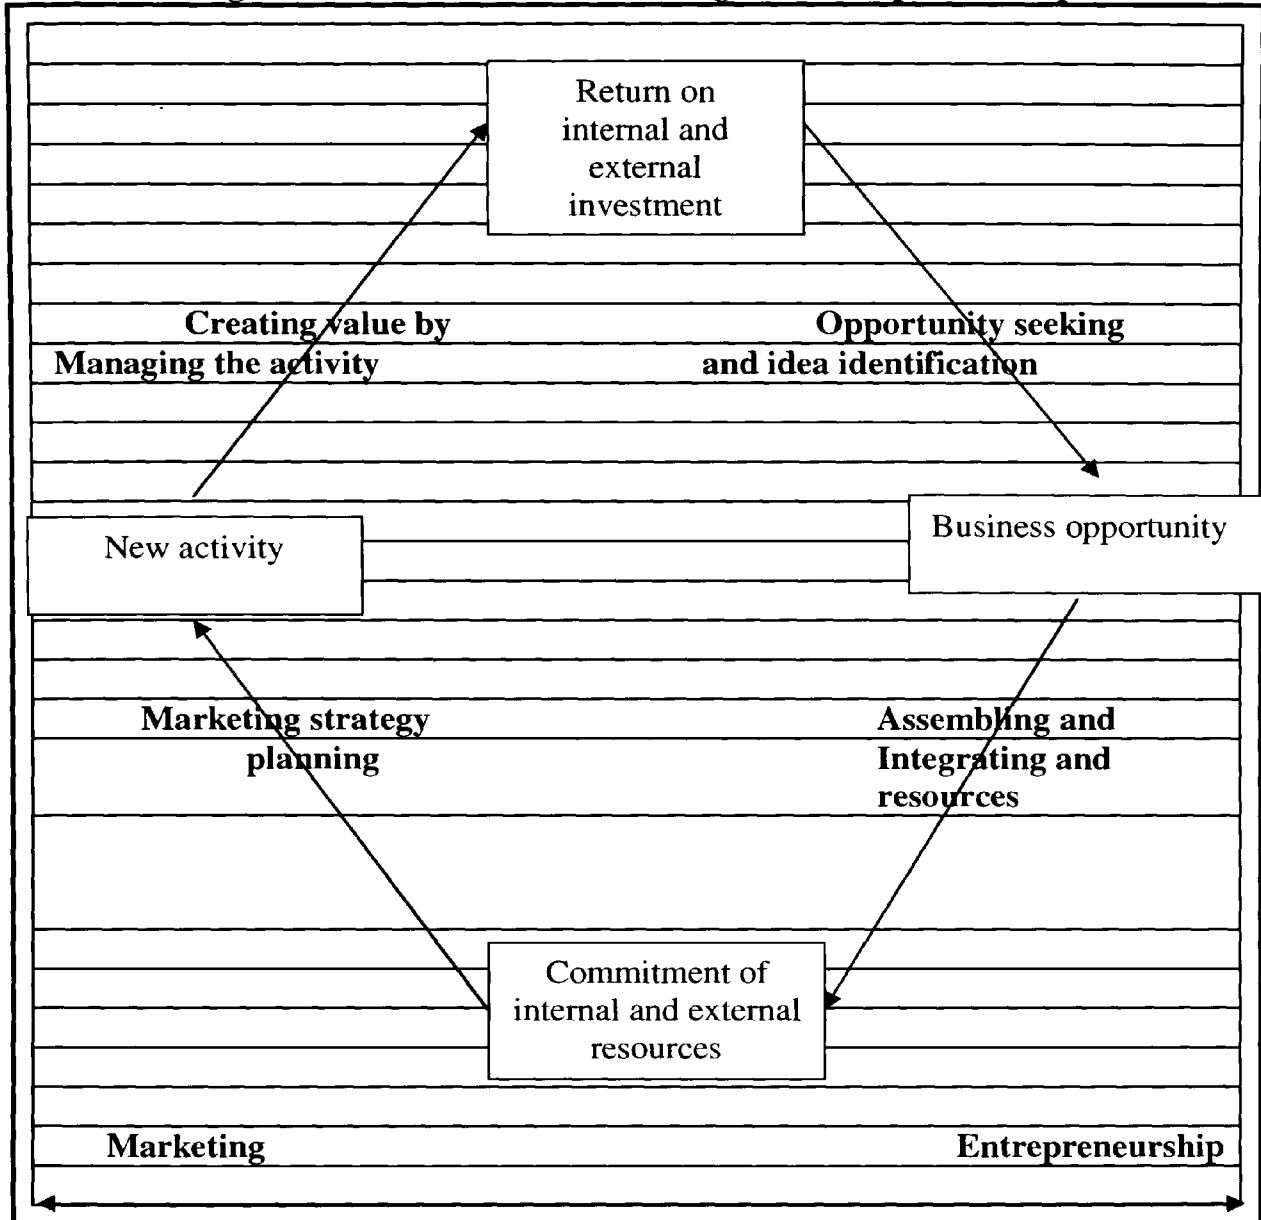 Return on
internal and
external
investment
Creating value by
Managing the activity
Opportunity seeking
and idea identification
New activity
Business opportunity
Marketing strategy
planning
Assembling and
Integrating and
resources
Commitment of
internal and external
resources
Marketing
Entrepreneurship